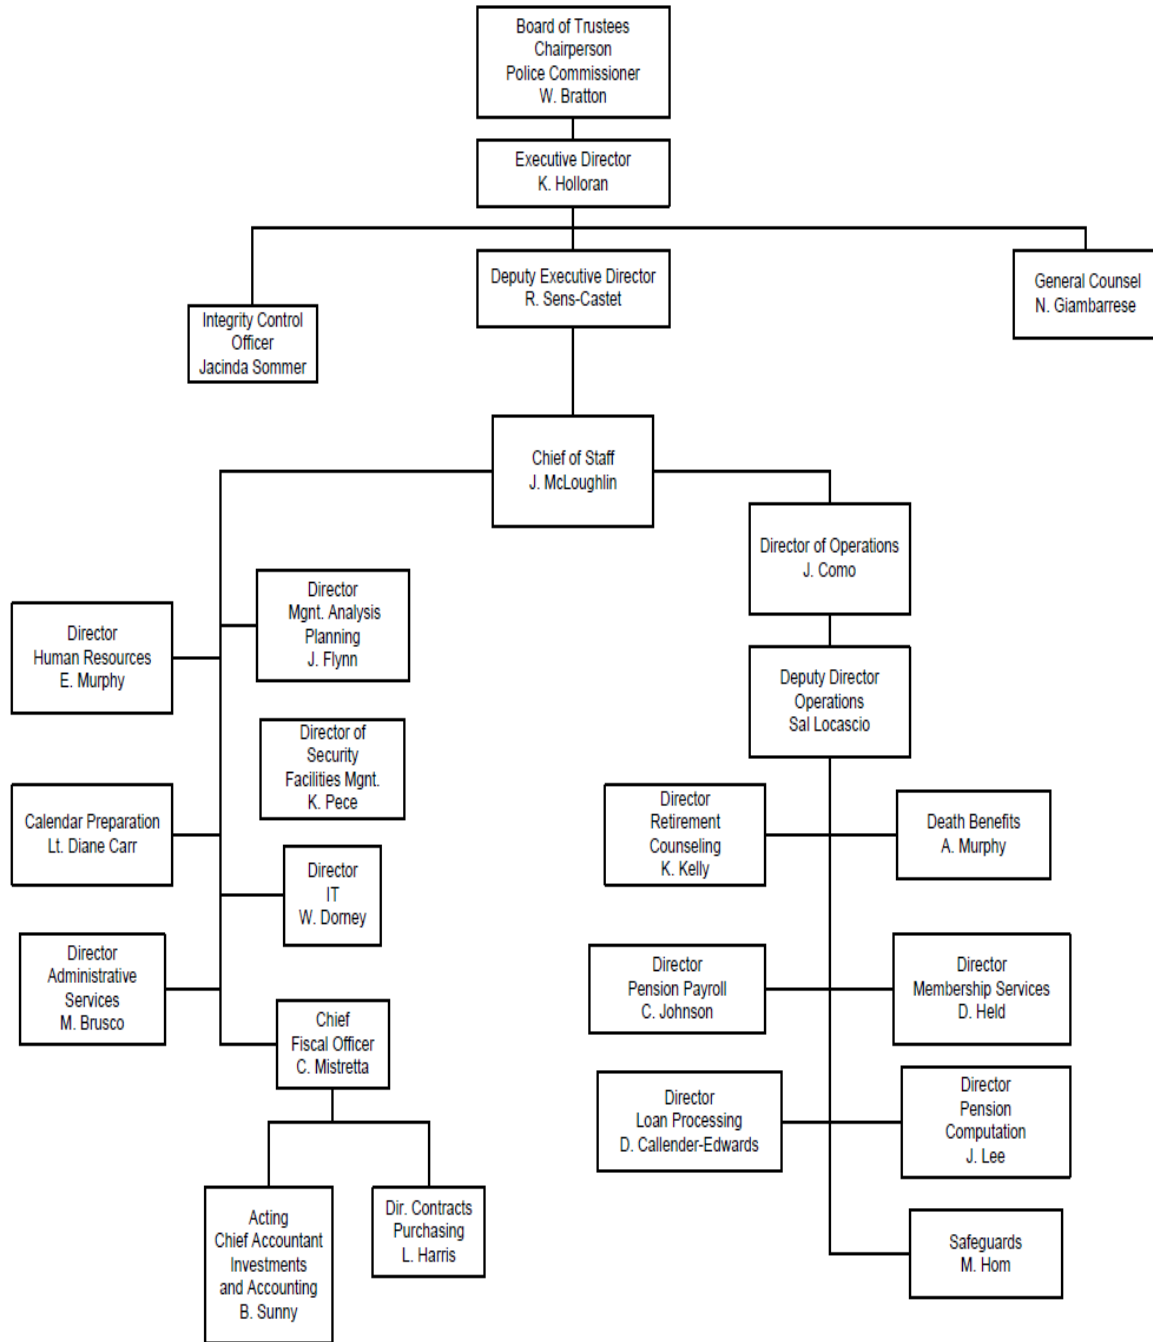 Board of Trustees
Chairperson
Police Commissioner
W. Bratton
Executive Director
K. Holloran
Deputy Executive Director
R. Sens-Castet
General Counsel
N. Giambarrese
Integrity Control
Officer
Jacinda Sommer
Chief of Staff
J. McLoughlin
Director of Operations
J. Como
Director
Mgnt. Analysis
Planning
J. Flynn
Director
Human Resources
E. Murphy
Deputy Director
Operations
Sal Locascio
Director of
Security
Facilities Mgnt.
K. Pece
Calendar Preparation
Lt. Diane Carr
Director
Retirement
Counseling
K. Kelly
Death Benefits
A. Murphy
Director
IT
W. Dorney
Director
Administrative
Services
M. Brusco
Director
Pension Payroll
C. Johnson
Director
Membership Services
D. Held
Chief
Fiscal Officer
C. Mistretta
Director
Loan Processing
D. Callender-Edwards
Director
Pension
Computation
J. Lee
Acting
Chief Accountant
Investments
and Accounting
B. Sunny
Dir. Contracts
Purchasing
L. Harris
Safeguards
M. Hom